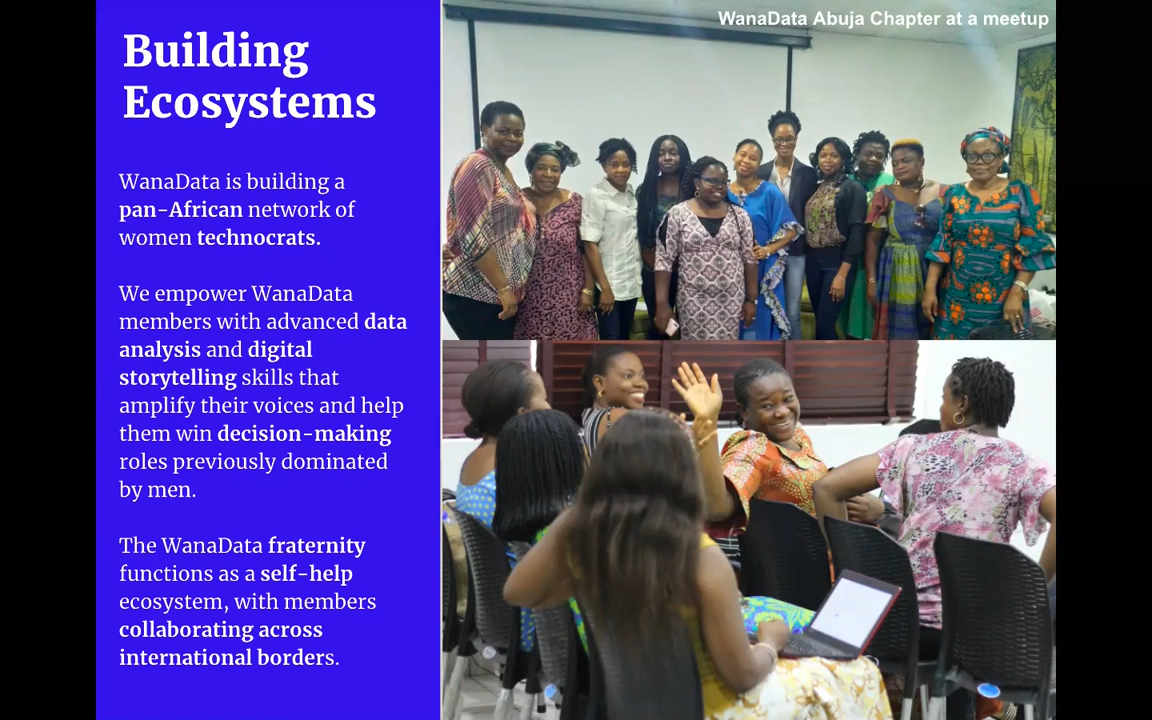 Building
Ecosystems
WanaData is building a
pan-African network of
women technocrats.
We empower WanaData
members with advanced data
analysis and digital
storytelling skills that
amplify their voices and help
them win decision-making
roles previously dominated
by men.
The WanaData fraternity
functions as a self-help
ecosystem, with members
collaborating across
international borders.
WanaData Abuja Chapter at a meetup